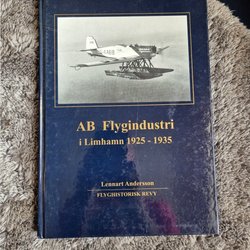 AB Flygindustri
i Limhamn 1925 - 1935
Lennart Andersson
FLYGHISTORISK REVY